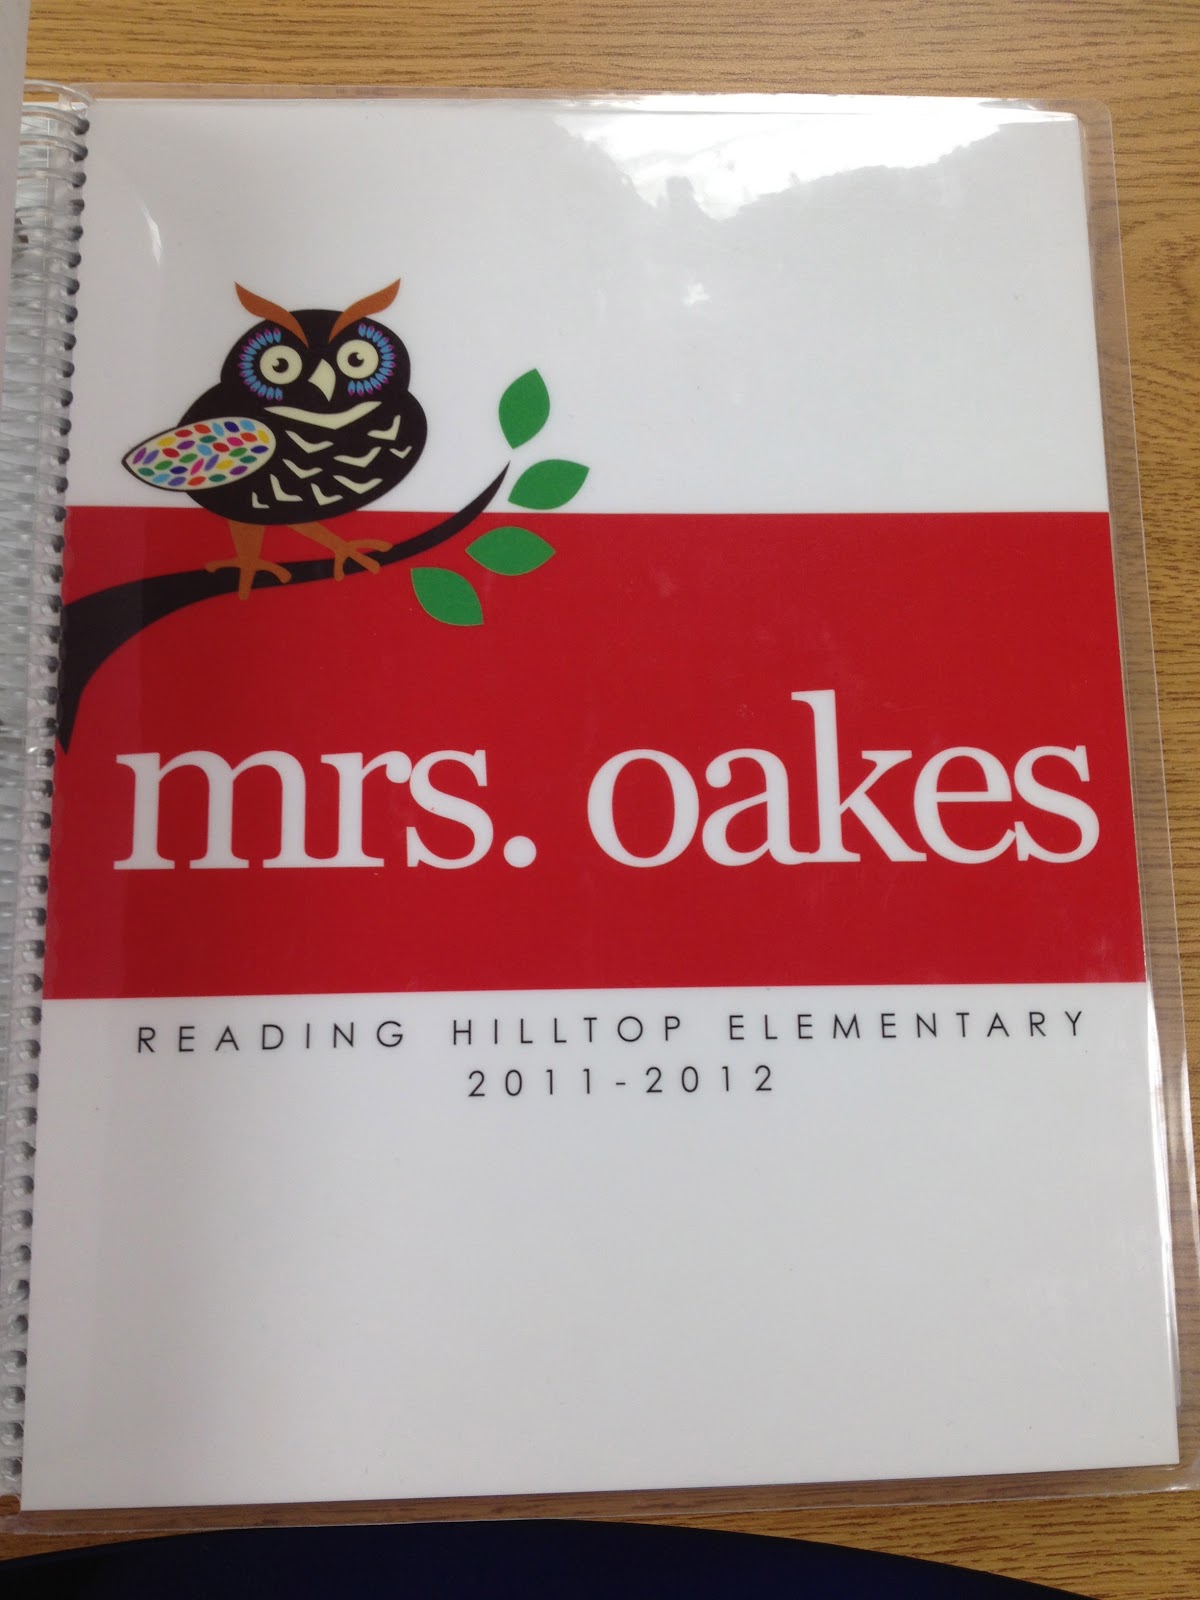 mrs. oakes
READING HILLTOP ELEMENTARY
2011-2012